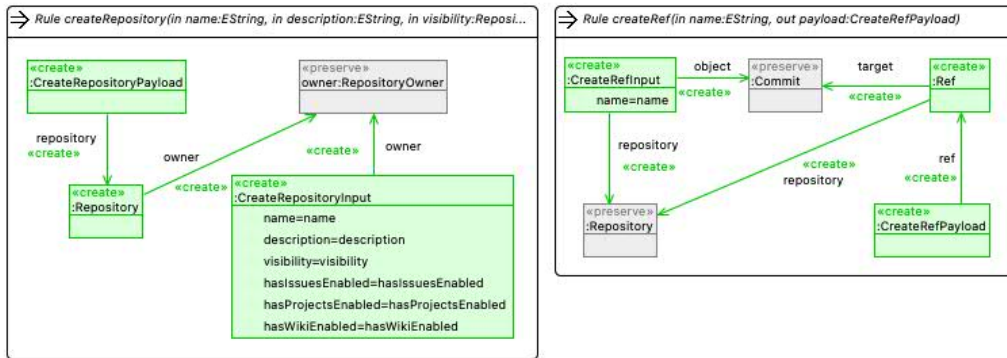 Rule createRepository(in name:EString, in description:EString, in visibility:Reposi...
«create»
:CreateRepositoryPayload
«preserve»
owner:RepositoryOwner
repository
«create»
owner
«create»
«create»
owner
«create»
:Repository
«create»
:CreateRepositoryInput
name=name
description=description
visibility=visibility
hasIssuesEnabled=hasIssuesEnabled
hasProjectsEnabled=hasProjectsEnabled
hasWikiEnabled=hasWikiEnabled
Rule createRef(in name:EString, out payload:CreateRefPayload)
«create»
:CreateRefInput
name=name
object
«create»
«preserve»
:Commit
target
«create»
«create»
:Ref
repository
«create»
«create»
repository
ref
«create»
«preserve»
:Repository
«create»
:CreateRefPayload